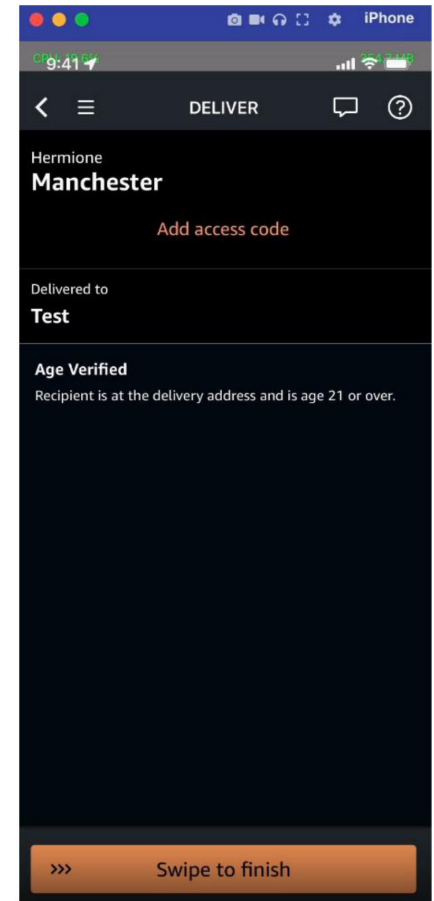 iPhone
9:41
DELIVER
Hermione
Manchester
Add access code
Delivered to
Test
Age Verified
Recipient is at the delivery address and is age 21 or over.
>>> Swipe to finish